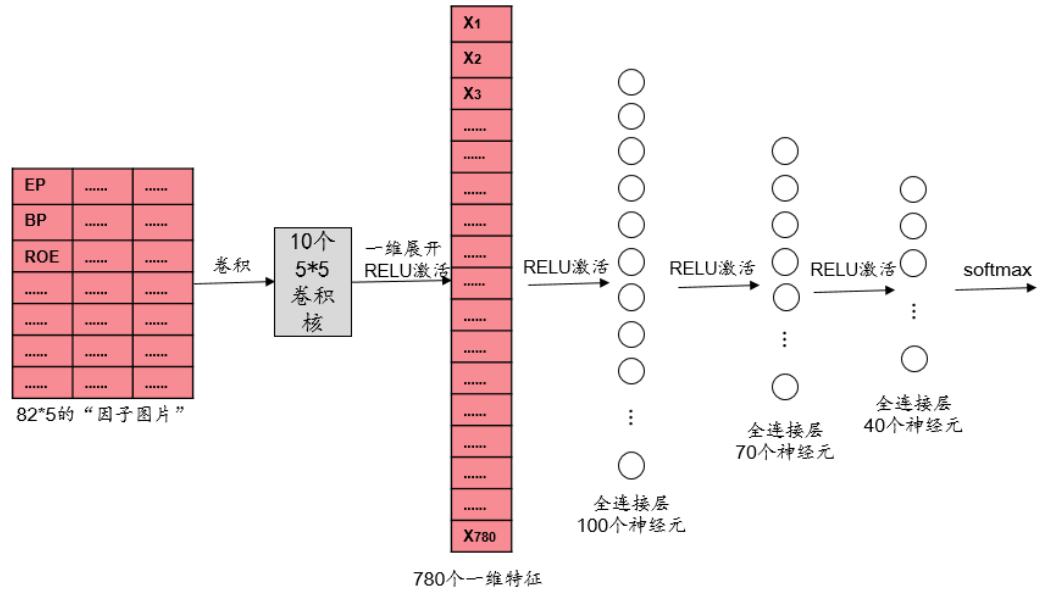 EP ...... ......
BP ...... ......
ROE ...... ......
...... ...... ......
...... ...... ......
...... ...... ......
...... ...... ......
82*5的“因子图片”
卷积
10个
5*5
卷积
核
一维展开
RELU激活
X1
X2
X3
......
......
......
......
......
......
......
......
......
......
......
......
......
X780
780个一维特征
RELU激活
⋮
全连接层
100个神经元
RELU激活
⋮
全连接层
70个神经元
RELU激活
⋮
全连接层
40个神经元
softmax